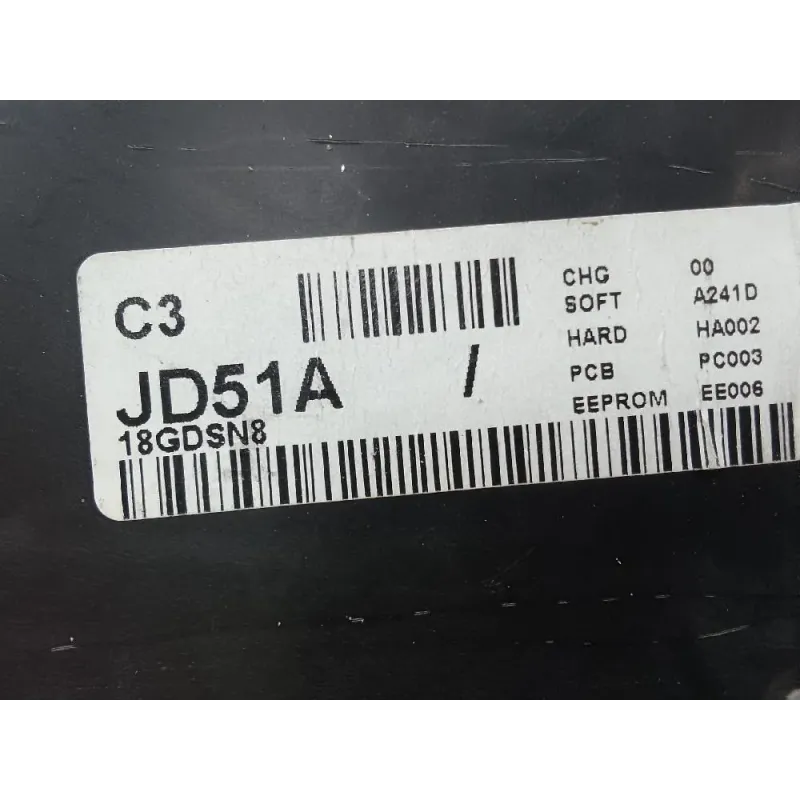 C3
JD51A /
18GDSN8
CHG 00
SOFT A241D
HARD HA002
PCB PC003
EEPROM EE006